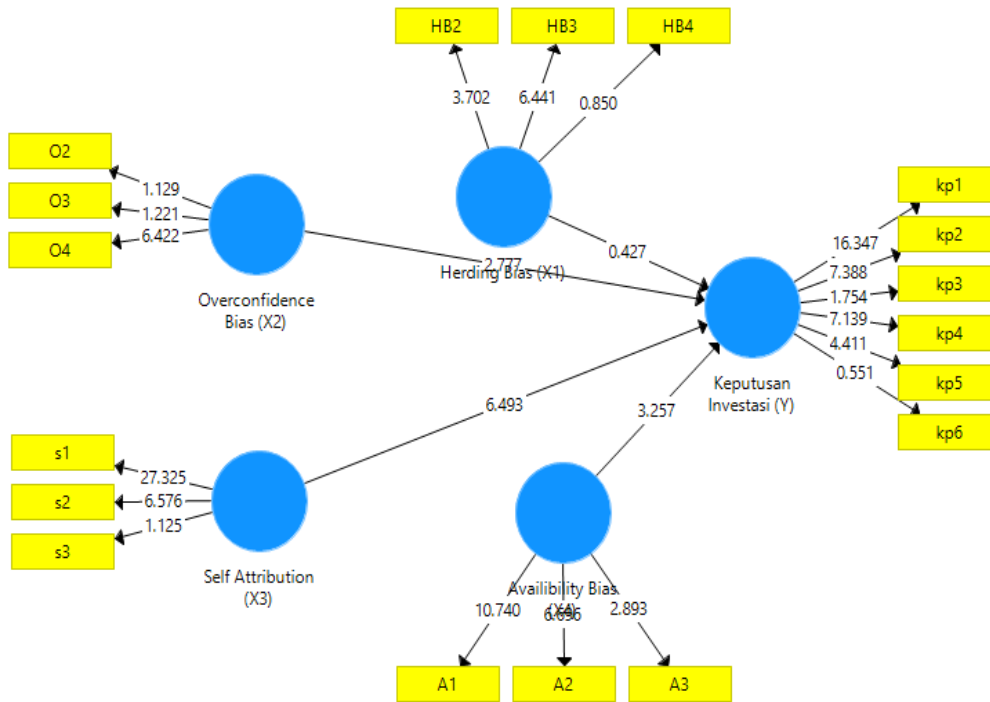 HB2
HB3
HB4
3.702
6.441
0.850
O2
O3
O4
1.129
1.221
6.422
Overconfidence
Bias (X2)
Herding Bias (X1)
2.777
0.427
kp1
kp2
kp3
kp4
kp5
kp6
16.347
7.388
1.754
7.139
4.411
0.551
Keputusan
Investasi (Y)
6.493
3.257
s1
s2
s3
27.325
6.576
1.125
Self Attribution
(X3)
Availibility Bias
(X4)
10.740
6.696
2.893
A1
A2
A3